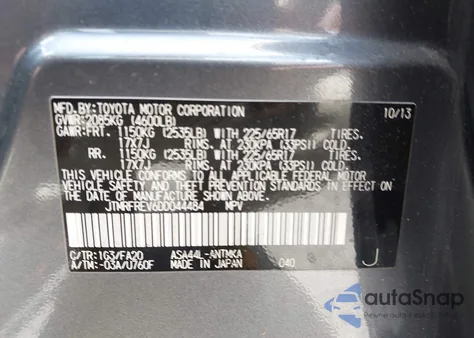 MFD.BY: TOYOTA MOTOR CORPORATION 10/13
GVWR: 2085KG (4600LB)
GAWR: FRT. 1150KG (2535LB) WITH 225/65R17 TIRES.
17X7J RIMS. AT 230KPA (33PSI) COLD.
RR. 1150KG (2535LB) WITH 225/65R17 TIRES.
17X7J RIMS. AT 230KPA (33PSI) COLD.
THIS VEHICLE CONFORMS TO ALL APPLICABLE FEDERAL MOTOR
VEHICLE SAFETY AND THEFT PREVENTION STANDARDS IN EFFECT ON
THE DATE OF MANUFACTURE SHOWN ABOVE.
JTMRFREV6DD044484 MPV
C/TR: 1G3/FA20 ASA44L-ANTMKA
A/TM: -03A/U760F MADE IN JAPAN 040 J
autoSnap
Pewne auto z